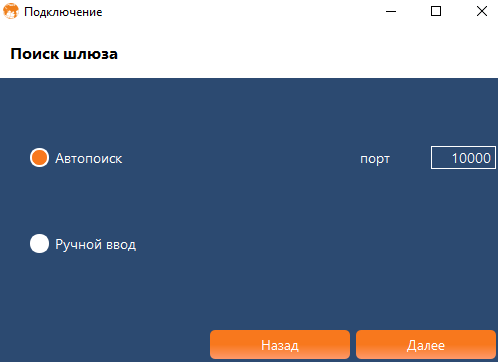 Подключение
Поиск шлюза
Автопоиск порт 10000
Ручной ввод
Назад Далее